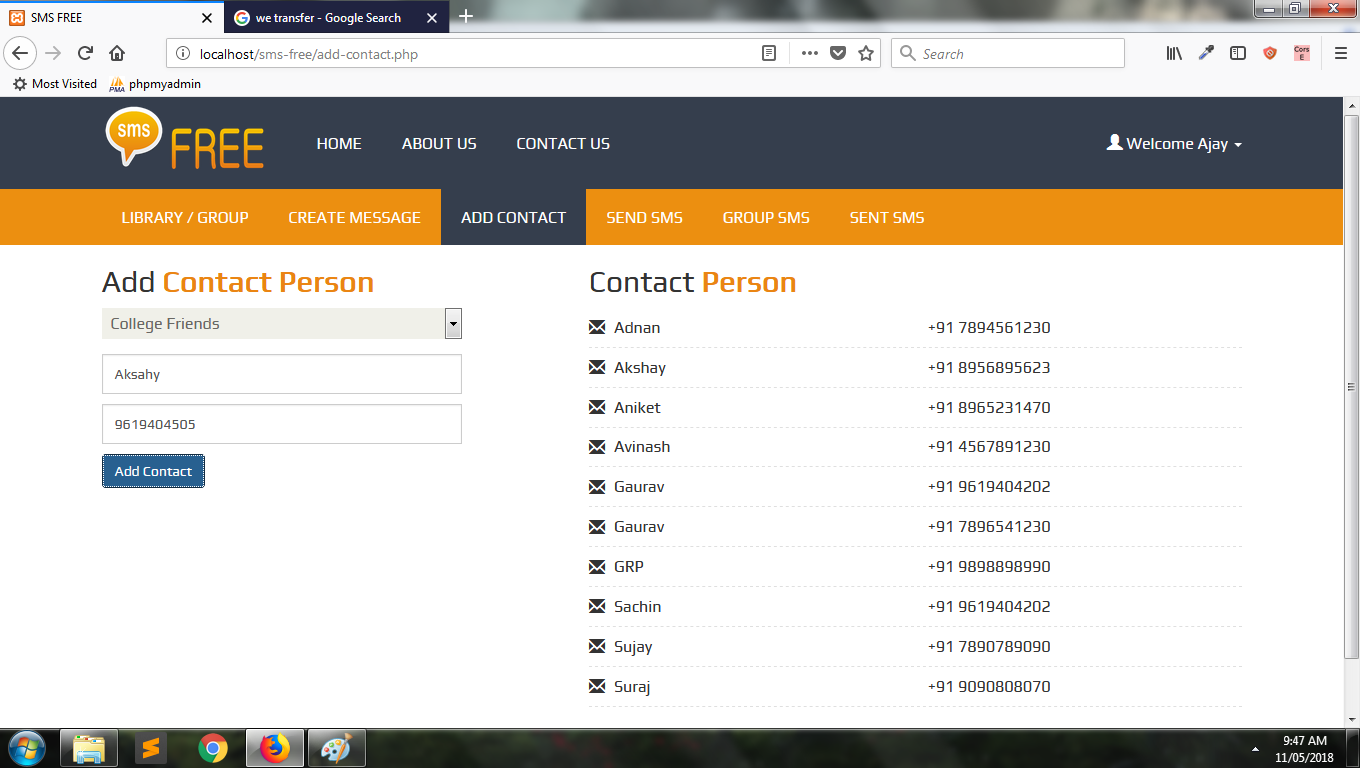 SMS FREE
we transfer - Google Search
localhost/sms-free/add-contact.php
Search
Cors E
Most Visited
PMA
phpmyadmin
sms FREE
HOME
ABOUT US
CONTACT US
Welcome Ajay
LIBRARY / GROUP
CREATE MESSAGE
ADD CONTACT
SEND SMS
GROUP SMS
SENT SMS
Add Contact Person
College Friends
Aksahy
9619404505
Add Contact
Contact Person
Adnan +91 7894561230
Akshay +91 8956895623
Aniket +91 8965231470
Avinash +91 4567891230
Gaurav +91 9619404202
Gaurav +91 7896541230
GRP +91 9898898990
Sachin +91 9619404202
Sujay +91 7890789090
Suraj +91 9090808070
9:47 AM
11/05/2018